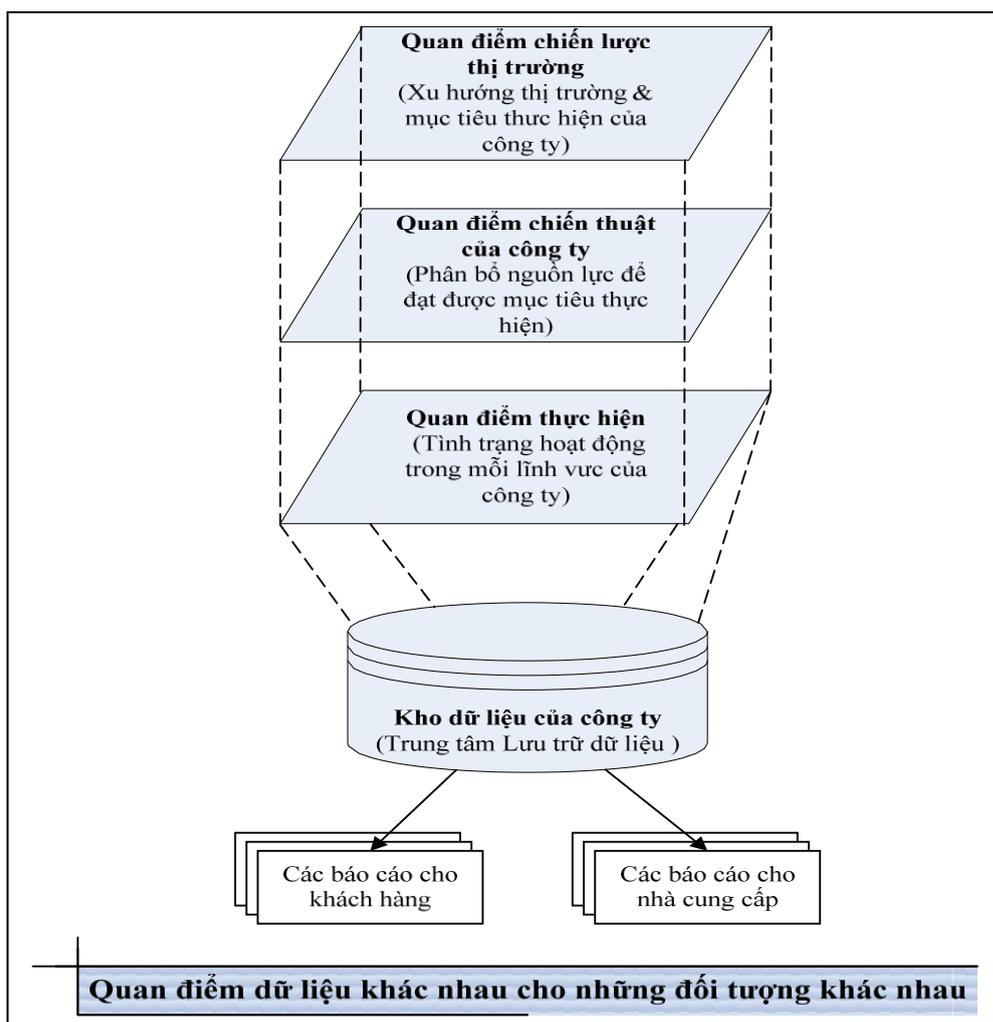 Quan điểm chiến lược
thị trường
(Xu hướng thị trường &
mục tiêu thưc hiện của
công ty)
Quan điểm chiến thuật
của công ty
(Phân bổ nguồn lực để
đạt được mục tiêu thực
hiện)
Quan điểm thực hiện
(Tình trạng hoạt động
trong mỗi lĩnh vưc của
công ty)
Kho dữ liệu của công ty
(Trung tâm Lưu trữ dữ liệu )
Các báo cáo cho
khách hàng
Các báo cáo cho
nhà cung cấp
Quan điểm dữ liệu khác nhau cho những đối tượng khác nhau